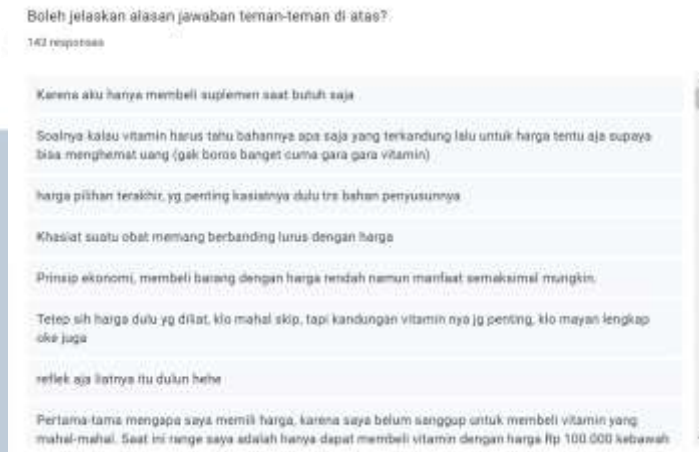 Boleh jelaskan alasan jawaban teman-teman di atas?
143 responses
Karena aku hanya membeli suplemen saat butuh saja
Soalnya kalau vitamin harus tahu bahannya apa saja yang terkandung lalu untuk harga tentu aja supaya
bisa menghemat uang (gak boros banget cuma gara gara vitamin)
harga pilihan terakhir, yg penting kasiatnya dulu trs bahan penyusunnya
Khasiat suatu obat memang berbanding lurus dengan harga
Prinsip ekonomi, membeli barang dengan harga rendah namun manfaat semaksimal mungkin.
Tetep sih harga dulu yg diliat, klo mahal skip, tapi kandungan vitamin nya jg penting, klo mayan lengkap
oke juga
reflek aja liatnya itu dulun hehe
Pertama-tama mengapa saya memili harga, karena saya belum sanggup untuk membeli vitamin yang
mahal-mahal. Saat ini range saya adalah hanya dapat membeli vitamin dengan harga Rp 100.000 kebawah